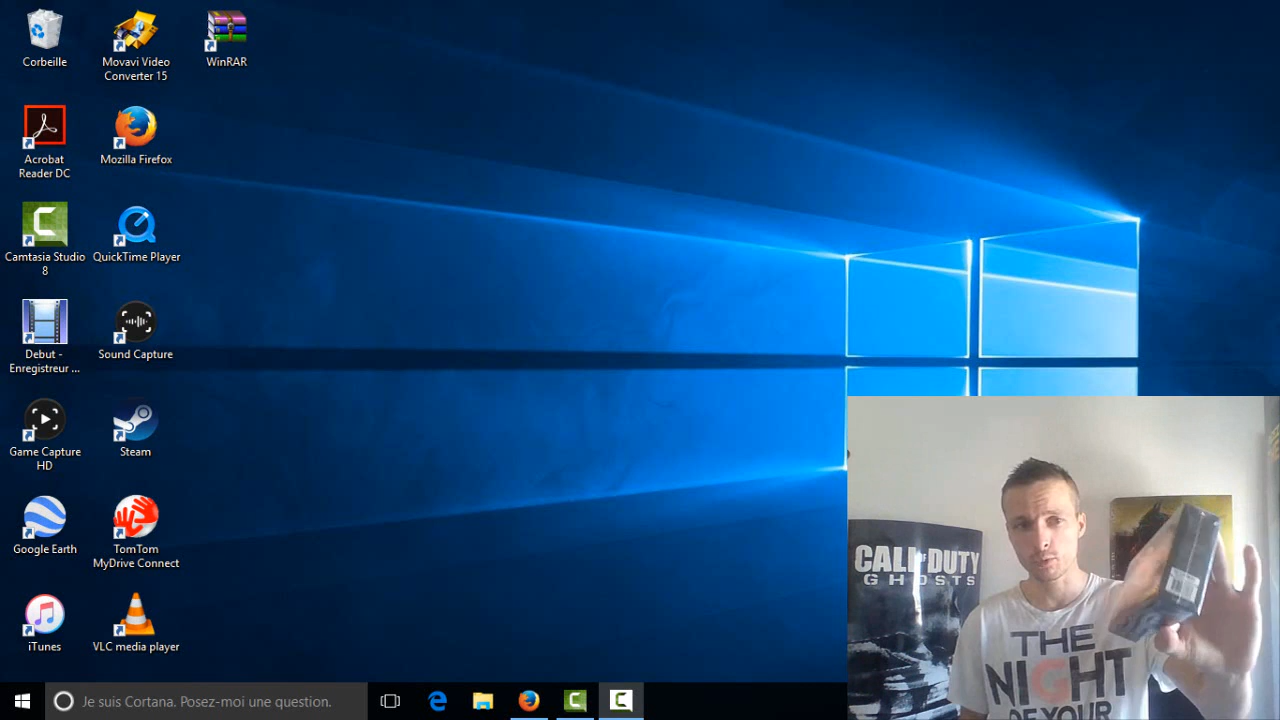 Corbeille
Movavi Video
Converter 15
WinRAR
Acrobat
Reader DC
Mozilla Firefox
Camtasia Studio
8
QuickTime Player
Debut -
Enregistreur ...
Sound Capture
Game Capture
HD
Steam
Google Earth
TomTom
MyDrive Connect
iTunes
VLC media player
Je suis Cortana. Posez-moi une question.
CALL OF DUTY
GHOSTS
THE
NIGHT
OF YOUR